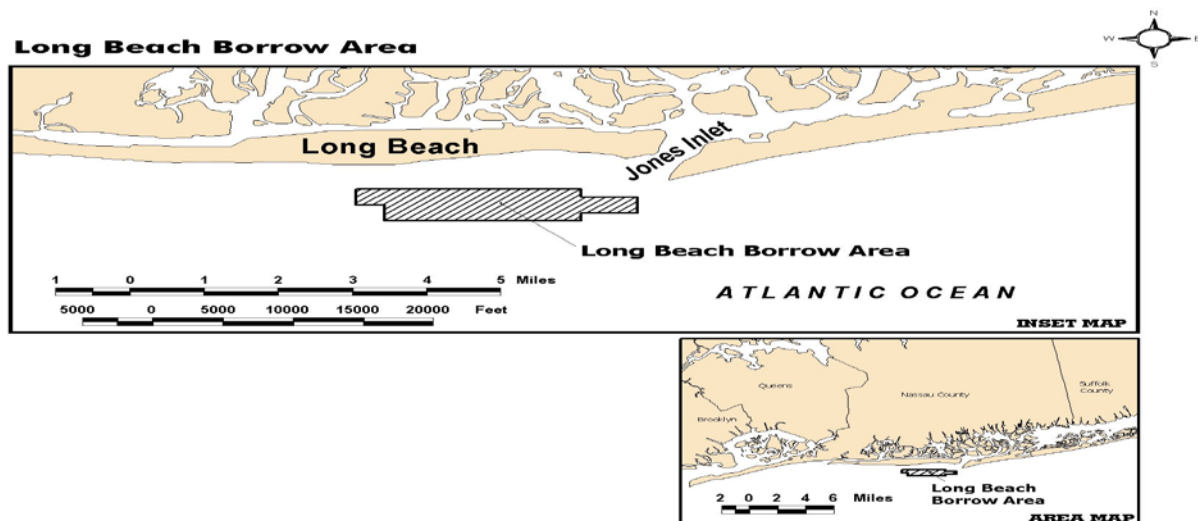 N
W E
S
Long Beach Borrow Area
Long Beach
Jones Inlet
Long Beach Borrow Area
1 0 1 2 3 4 5 Miles
5000 0 5000 10000 15000 20000 Feet
ATLANTIC OCEAN
INSET MAP
Queens
Suffolk
County
Nassau County
Brooklyn
Long Beach
Borrow Area
2 0 2 4 6 Miles
AREA MAP